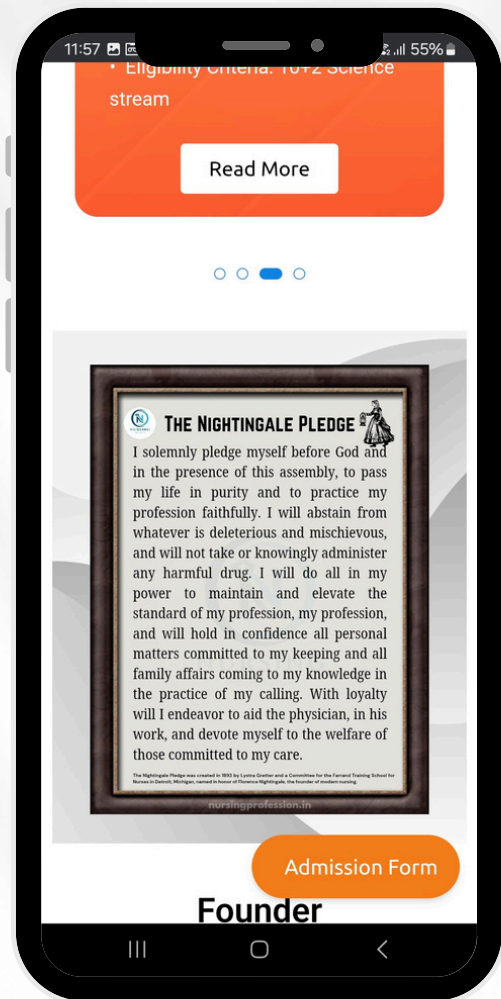 11:57
55%
• Eligibility Criteria: 10+2 Science
stream
Read More
THE NIGHTINGALE PLEDGE
I solemnly pledge myself before God and
in the presence of this assembly, to pass
my life in purity and to practice my
profession faithfully. I will abstain from
whatever is deleterious and mischievous,
and will not take or knowingly administer
any harmful drug. I will do all in my
power to maintain and elevate the
standard of my profession, my profession,
and will hold in confidence all personal
matters committed to my keeping and all
family affairs coming to my knowledge in
the practice of my calling. With loyalty
will I endeavor to aid the physician, in his
work, and devote myself to the welfare of
those committed to my care.
The Nightingale Pledge was created in 1893 by Lystra Gretter and a Committee for the Farrand Training School for
Nurses in Detroit, Michigan, named in honor of Florence Nightingale, the founder of modern nursing.
nursingprofession.in
Admission Form
Founder